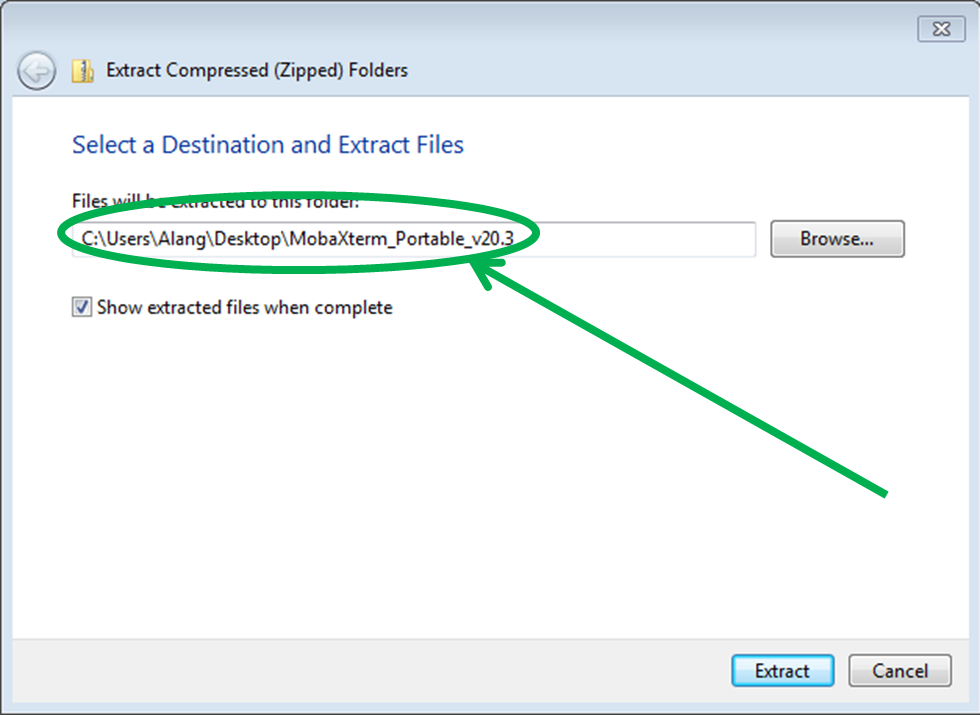 Extract Compressed (Zipped) Folders
Select a Destination and Extract Files
Files will be extracted to this folder:
C:\Users\Alang\Desktop\MobaXterm_Portable_v20.3
Browse...
Show extracted files when complete
Extract
Cancel